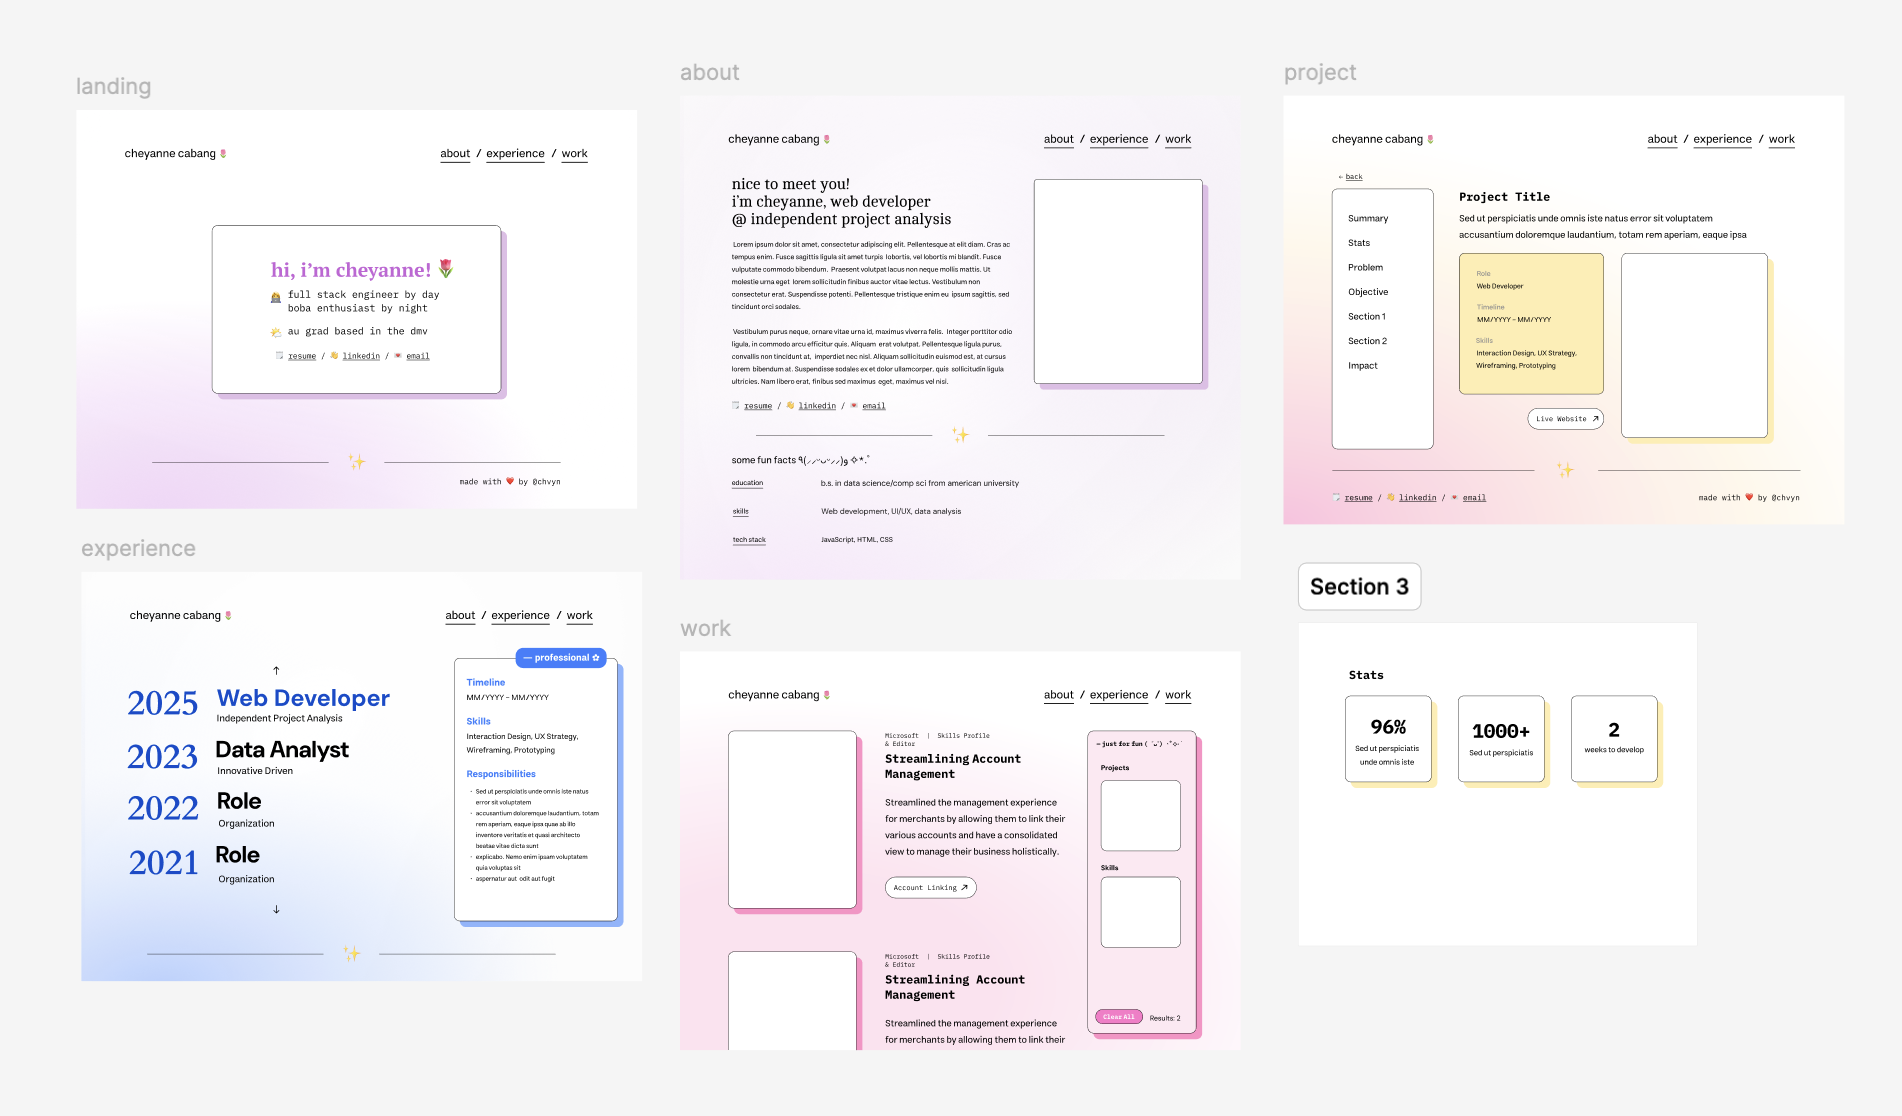 landing
cheyanne cabang
about / experience / work
hi, i'm cheyanne!
full stack engineer by day
boba enthusiast by night
au grad based in the dmv
resume / linkedin / email
made with ❤️ by @chvyn
about
cheyanne cabang
about / experience / work
nice to meet you!
i'm cheyanne, web developer
@ independent project analysis
Lorem ipsum dolor sit amet, consectetur adipiscing elit. Pellentesque at elit diam. Cras ac
tempus enim. Fusce sagittis ligula sit amet turpis lobortis, vel lobortis mi blandit. Fusce
vulputate commodo bibendum. Praesent volutpat lacus non neque mollis mattis. Ut
molestie urna eget lorem sollicitudin finibus auctor vitae lectus. Vestibulum non
consectetur erat. Suspendisse potenti. Pellentesque tristique enim eu ipsum sagittis, sed
tincidunt orci sodales.
Vestibulum purus neque, ornare vitae urna id, maximus viverra felis. Integer porttitor odio
ligula, in commodo arcu efficitur quis. Aliquam erat volutpat. Pellentesque ligula purus,
convallis non tincidunt at, imperdiet nec nisl. Aliquam sollicitudin euismod est, at cursus
lorem bibendum at. Suspendisse sodales ex et dolor ullamcorper, quis sollicitudin ligula
ultricies. Nam libero erat, finibus sed maximus eget, maximus vel nisi.
resume / linkedin / email
some fun facts ٩(⸝⸝ᵕᴗᵕ⸝⸝)و ✧*.ﾟ
education b.s. in data science/comp sci from american university
skills Web development, UI/UX, data analysis
tech stack JavaScript, HTML, CSS
project
cheyanne cabang
about / experience / work
← back
Summary
Stats
Problem
Objective
Section 1
Section 2
Impact
Project Title
Sed ut perspiciatis unde omnis iste natus error sit voluptatem
accusantium doloremque laudantium, totam rem aperiam, eaque ipsa
Role
Web Developer
Timeline
MM/YYYY – MM/YYYY
Skills
Interaction Design, UX Strategy,
Wireframing, Prototyping
Live Website ↗
resume / linkedin / email
made with ❤️ by @chvyn
experience
cheyanne cabang
about / experience / work
↑
2025 Web Developer
Independent Project Analysis
2023 Data Analyst
Innovative Driven
2022 Role
Organization
2021 Role
Organization
↓
— professional ✿
Timeline
MM/YYYY – MM/YYYY
Skills
Interaction Design, UX Strategy,
Wireframing, Prototyping
Responsibilities
· Sed ut perspiciatis unde omnis iste natus
error sit voluptatem
· accusantium doloremque laudantium, totam
rem aperiam, eaque ipsa quae ab illo
inventore veritatis et quasi architecto
beatae vitae dicta sunt
· explicabo. Nemo enim ipsam voluptatem
quia voluptas sit
· aspernatur aut odit aut fugit
work
cheyanne cabang
about / experience / work
Microsoft | Skills Profile
& Editor
Streamlining Account
Management
Streamlined the management experience
for merchants by allowing them to link their
various accounts and have a consolidated
view to manage their business holistically.
Account Linking ↗
Microsoft | Skills Profile
& Editor
Streamlining Account
Management
Streamlined the management experience
for merchants by allowing them to link their
— just for fun
Projects
Skills
Clear All
Results: 2
Section 3
Stats
96%
Sed ut perspiciatis
unde omnis iste
1000+
Sed ut perspiciatis
2
weeks to develop